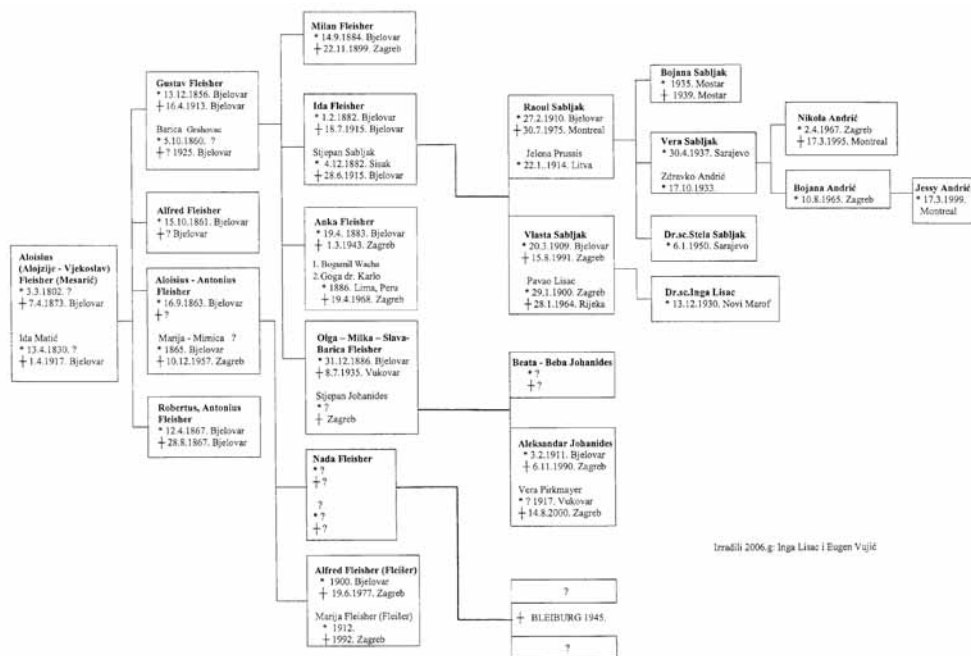 Aloisius
(Alojzije - Vjekoslav)
Fleisher (Mesarić)
* 3.3.1802. ?
┼ 7.4.1873. Bjelovar
Ida Matić
* 13.4.1830. ?
┼ 1.4.1917. Bjelovar
Gustav Fleisher
* 13.12.1856. Bjelovar
┼ 16.4.1913. Bjelovar
Barica Grahovac
* 5.10.1860. ?
┼ ? 1925. Bjelovar
Alfred Fleisher
* 15.10.1861. Bjelovar
┼ ? Bjelovar
Aloisius - Antonius
Fleisher
* 16.9.1863. Bjelovar
┼ ?
Marija - Mimica ?
* 1865. Bjelovar
┼ 10.12.1957. Zagreb
Robertus, Antonius
Fleisher
* 12.4.1867. Bjelovar
┼ 28.8.1867. Bjelovar
Milan Fleisher
* 14.9.1884. Bjelovar
┼ 22.11.1899. Zagreb
Ida Fleisher
* 1.2.1882. Bjelovar
┼ 18.7.1915. Bjelovar
Stjepan Sabljak
* 4.12.1882. Sisak
┼ 28.6.1915. Bjelovar
Anka Fleisher
* 19.4. 1883. Bjelovar
┼ 1.3.1943. Zagreb
1. Bogumil Wacha
2. Goga dr. Karlo
* 1886. Lima, Peru
┼ 19.4.1968. Zagreb
Olga – Milka – Slava-
Barica Fleisher
* 31.12.1886. Bjelovar
┼ 8.7.1935. Vukovar
Stjepan Johanides
* ?
┼ Zagreb
Nada Fleisher
* ?
┼ ?
?
* ?
┼ ?
Alfred Fleisher (Flešer)
* 1900. Bjelovar
┼ 19.6.1977. Zagreb
Marija Fleisher (Flešer)
* 1912.
┼ 1992. Zagreb
Raoul Sabljak
* 27.2.1910. Bjelovar
┼ 30.7.1975. Montreal
Jelena Prussis
* 22.1..1914. Litva
Vlasta Sabljak
* 20.3.1909. Bjelovar
┼ 15.8.1991. Zagreb
Pavao Lisac
* 29.1.1900. Zagreb
┼ 28.1.1964. Rijeka
Beata - Beba Johanides
* ?
┼ ?
Aleksandar Johanides
* 3.2.1911. Bjelovar
┼ 6.11.1990. Zagreb
Vera Pirkmayer
* ? 1917. Vukovar
┼ 14.8.2000. Zagreb
?
┼ BLEIBURG 1945.
?
Bojana Sabljak
* 1935. Mostar
┼ 1939. Mostar
Vera Sabljak
* 30.4.1937. Sarajevo
Zdravko Andrić
* 17.10.1933.
Dr.sc.Stela Sabljak
* 6.1.1950. Sarajevo
Dr.sc.Inga Lisac
* 13.12.1930. Novi Marof
Nikola Andrić
* 2.4.1967. Zagreb
┼ 17.3.1995. Montreal
Bojana Andrić
* 10.8.1965. Zagreb
Jessy Andrić
* 17.3.1999.
Montreal
Izradili 2006.g: Inga Lisac i Eugen Vujić